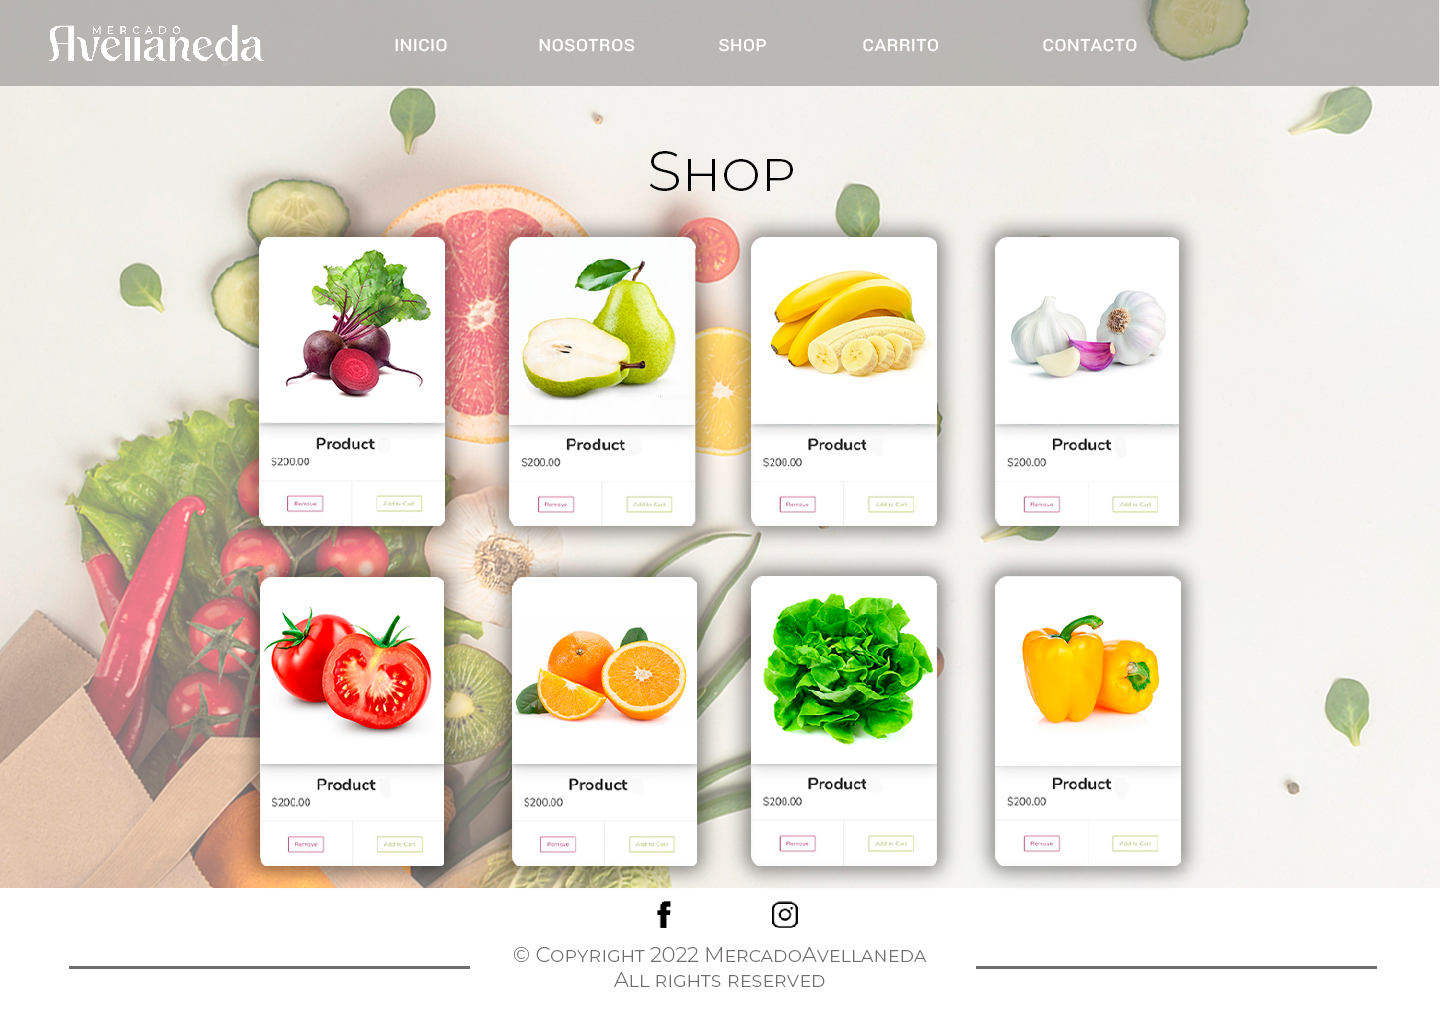 MERCADO
Avellaneda
INICIO NOSOTROS SHOP CARRITO CONTACTO
Shop
Product Product Product Product
$200.00 $200.00 $200.00 $200.00
Remove Add to Cart Remove Add to Cart Remove Add to Cart Remove Add to Cart
Product Product Product Product
$200.00 $200.00 $200.00 $200.00
Remove Add to Cart Remove Add to Cart Remove Add to Cart Remove Add to Cart
© Copyright 2022 MercadoAvellaneda
All rights reserved